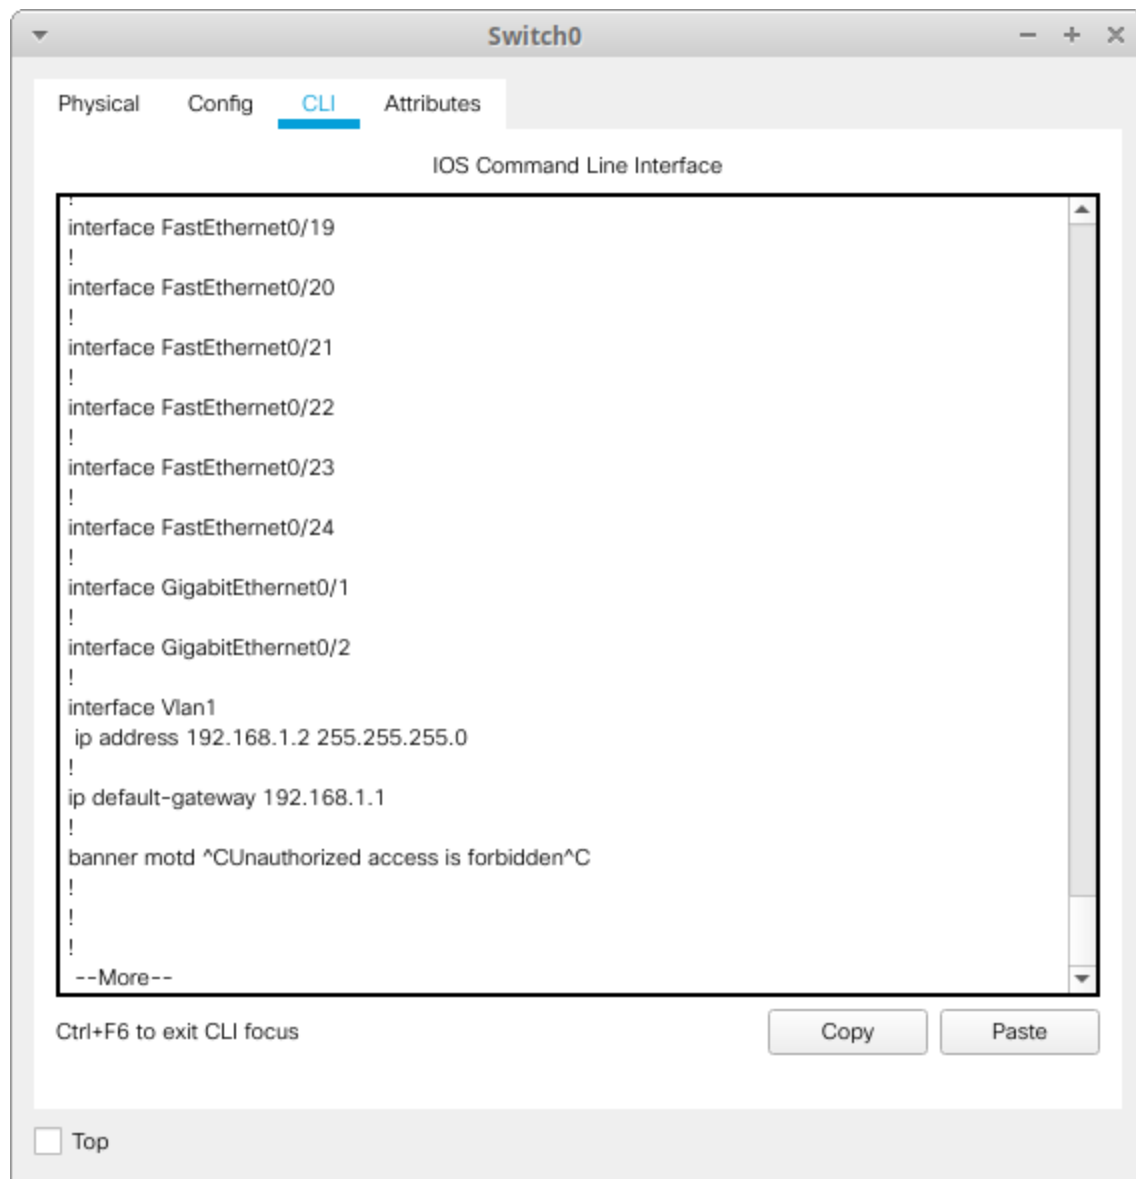 Switch0
Physical Config CLI Attributes
IOS Command Line Interface
!
interface FastEthernet0/19
!
interface FastEthernet0/20
!
interface FastEthernet0/21
!
interface FastEthernet0/22
!
interface FastEthernet0/23
!
interface FastEthernet0/24
!
interface GigabitEthernet0/1
!
interface GigabitEthernet0/2
!
interface Vlan1
 ip address 192.168.1.2 255.255.255.0
!
ip default-gateway 192.168.1.1
!
banner motd ^CUnauthorized access is forbidden^C
!
!
!
 --More--
Ctrl+F6 to exit CLI focus Copy Paste
Top